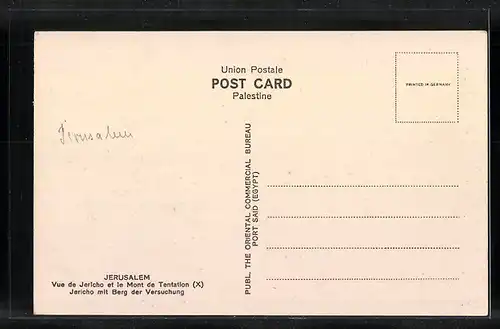 Union Postale
POST CARD
Palestine
PRINTED IN GERMANY
Jerusalem
PUBL. THE ORIENTAL COMMERCIAL BUREAU
PORT SAID (EGYPT)
JERUSALEM
Vue de Jericho et le Mont de Tentation (X)
Jericho mit Berg der Versuchung